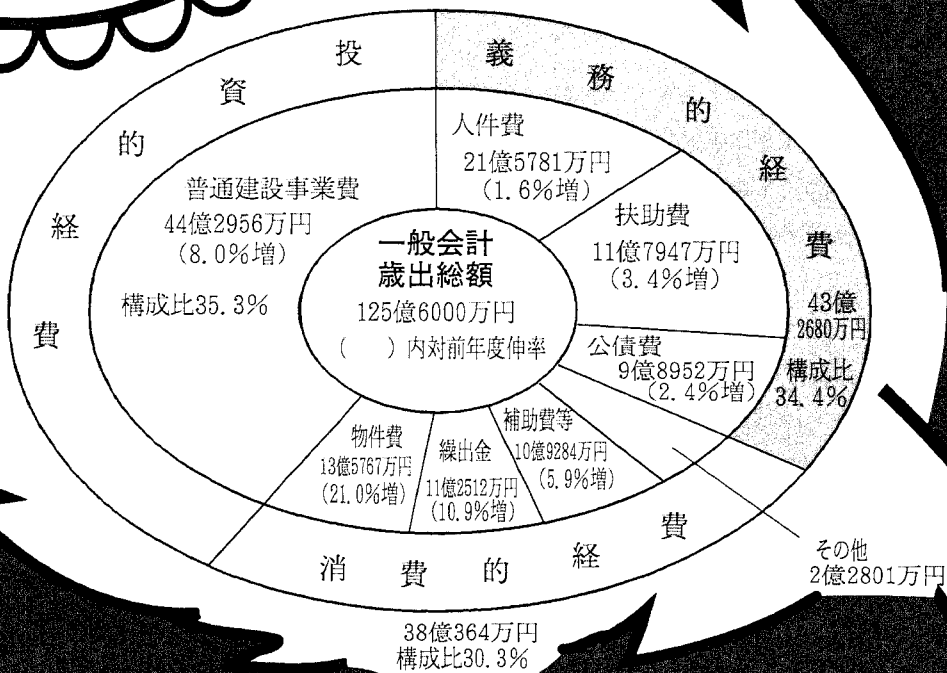 一般会計
歳出総額
125億6000万円
( )内対前年度伸率
義務的経費
43億
2680万円
構成比
34.4%
人件費
21億5781万円
(1.6%増)
扶助費
11億7947万円
(3.4%増)
公債費
9億8952万円
(2.4%増)
消費的経費
38億364万円
構成比30.3%
その他
2億2801万円
補助費等
10億9284万円
(5.9%増)
繰出金
11億2512万円
(10.9%増)
物件費
13億5767万円
(21.0%増)
投資的経費
普通建設事業費
44億2956万円
(8.0%増)
構成比35.3%